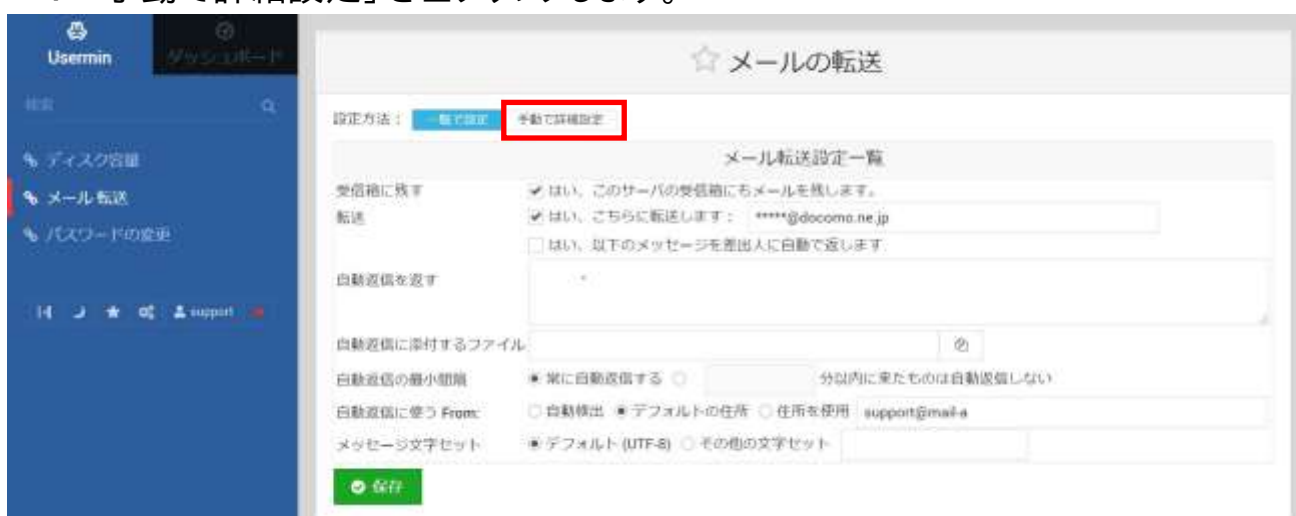 手動で詳細設定」を左クリックします。
Usermin
ダッシュボード
検索
ディスク容量
メール転送
パスワードの変更
support
メールの転送
設定方法: 一覧で設定 手動で詳細設定
メール転送設定一覧
受信箱に残す はい、このサーバの受信箱にもメールを残します。
転送 はい、こちらに転送します: *****@docomo.ne.jp
はい、以下のメッセージを差出人に自動で返します
自動返信を返す
自動返信に添付するファイル
自動返信の最小間隔 常に自動返信する 分以内に来たものは自動返信しない
自動返信に使う From: 自動検出 デフォルトの住所 住所を使用 support@mail-a
メッセージ文字セット デフォルト (UTF-8) その他の文字セット
保存